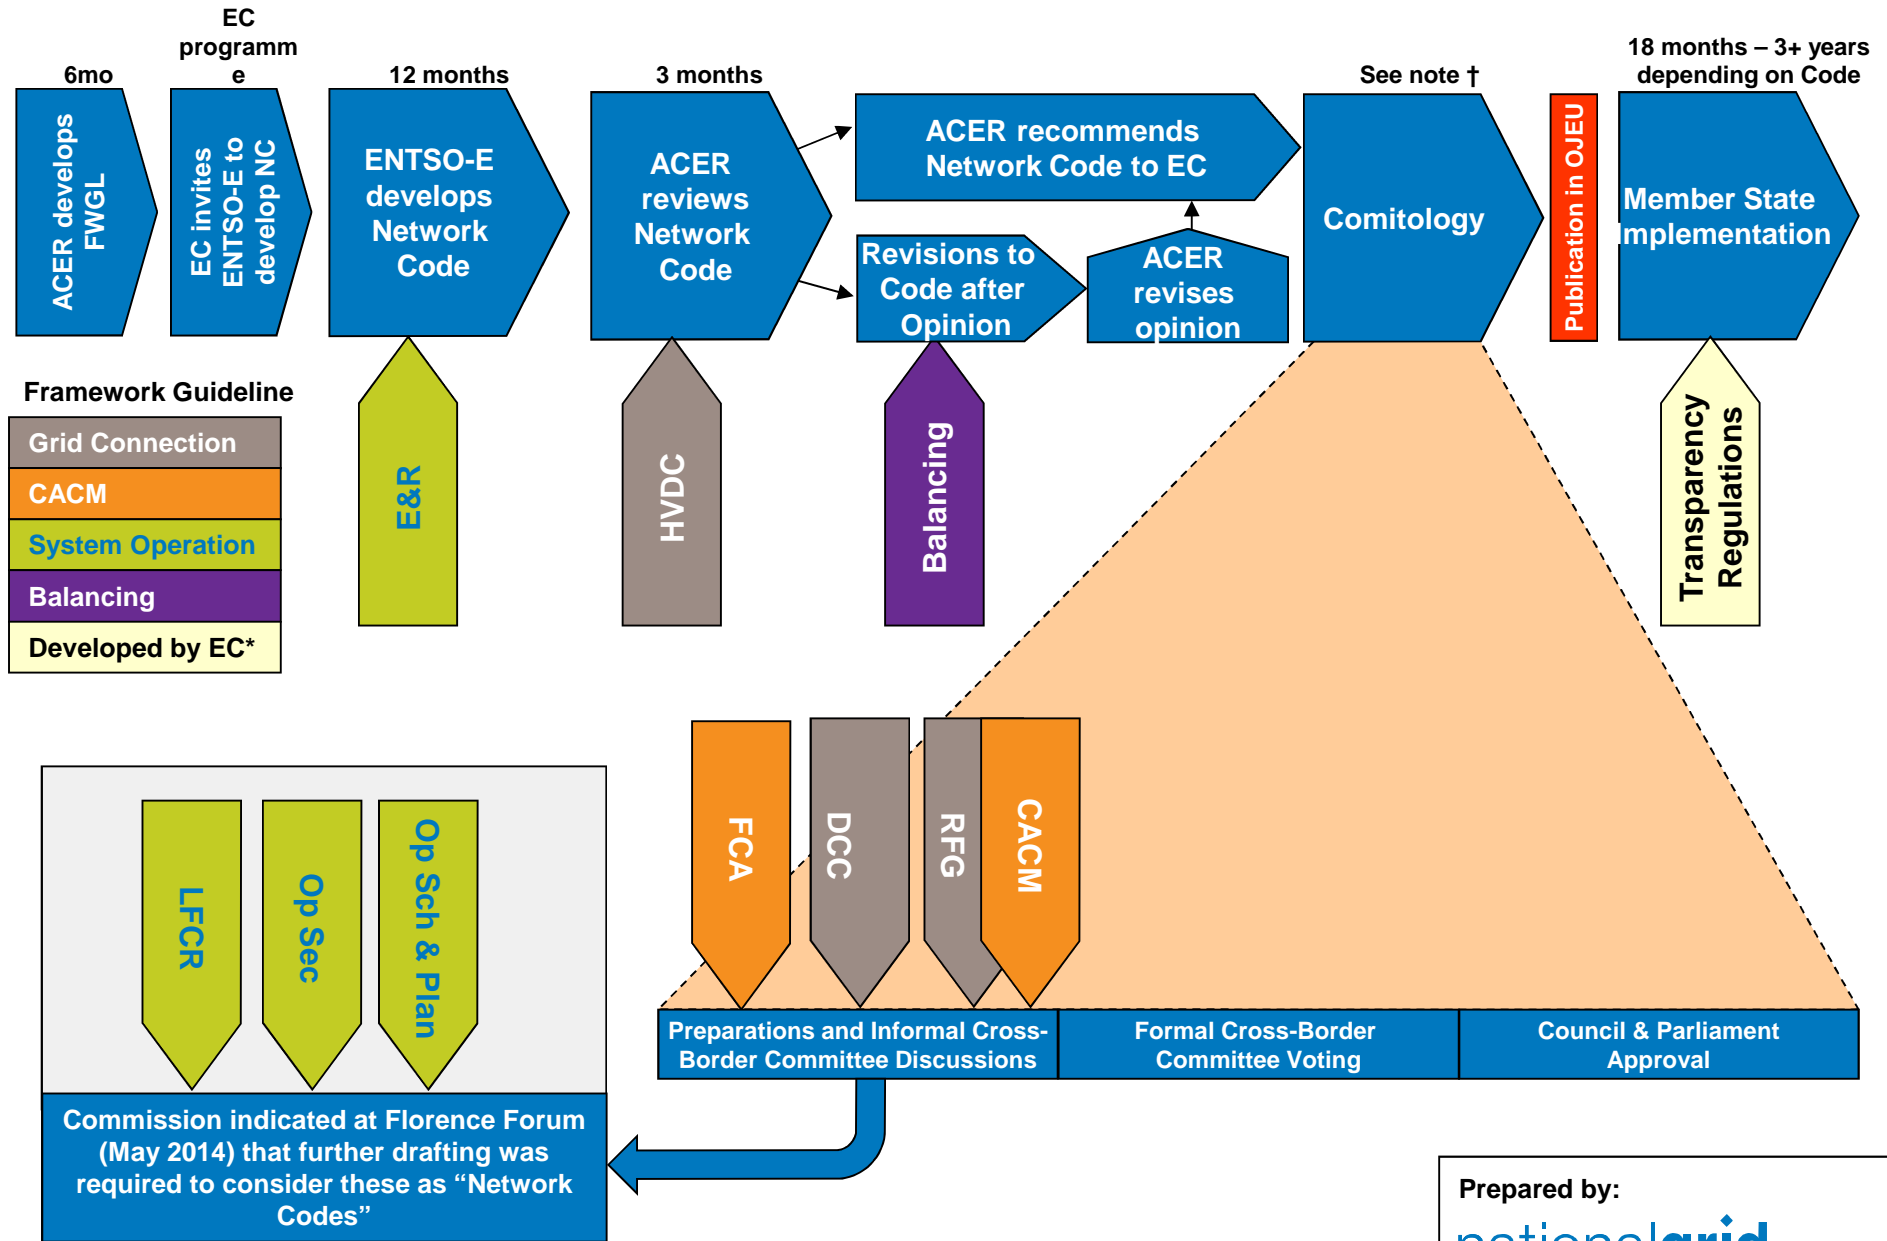 EC
programm
e
6mo
12 months
3 months
See note †
18 months – 3+ years
depending on Code
ACER develops
FWGL
EC invites
ENTSO-E to
develop NC
ENTSO-E
develops
Network
Code
ACER
reviews
Network
Code
ACER recommends
Network Code to EC
Revisions to
Code after
Opinion
ACER
revises
opinion
Comitology
Publication in OJEU
Member State
Implementation
Framework Guideline
Grid Connection
CACM
System Operation
Balancing
Developed by EC*
E&R
HVDC
Balancing
Transparency
Regulations
FCA
DCC
RFG
CACM
LFCR
Op Sec
Op Sch & Plan
Preparations and Informal Cross-
Border Committee Discussions
Formal Cross-Border
Committee Voting
Council & Parliament
Approval
Commission indicated at Florence Forum
(May 2014) that further drafting was
required to consider these as “Network
Codes”
Prepared by:
nationalgrid